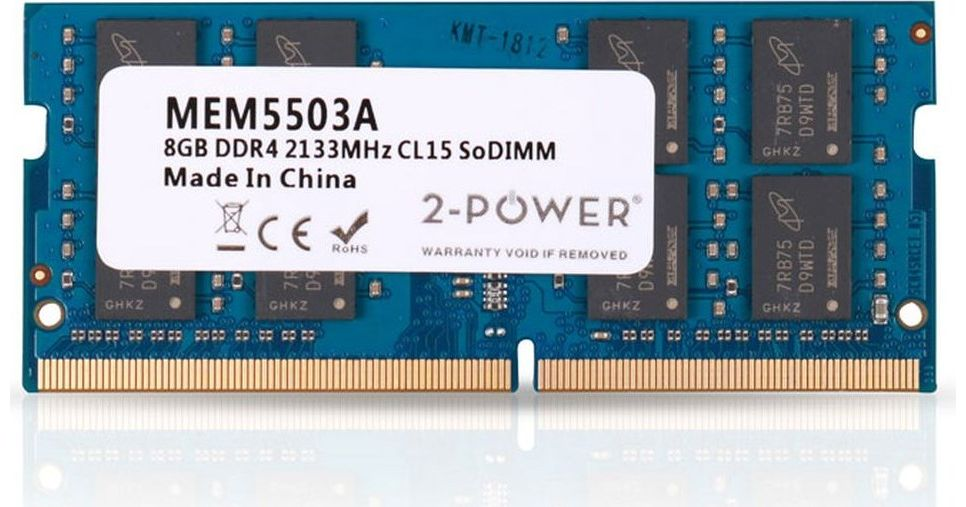 KMT-1812
MEM5503A
8GB DDR4 2133MHz CL15 SoDIMM
Made In China
CE
RoHS
2-POWER®
WARRANTY VOID IF REMOVED
7RB75
D9WTD
GHKZ
7RB75
D9WTD
GHKZ
GHKZ
GHKZ
GHKZ